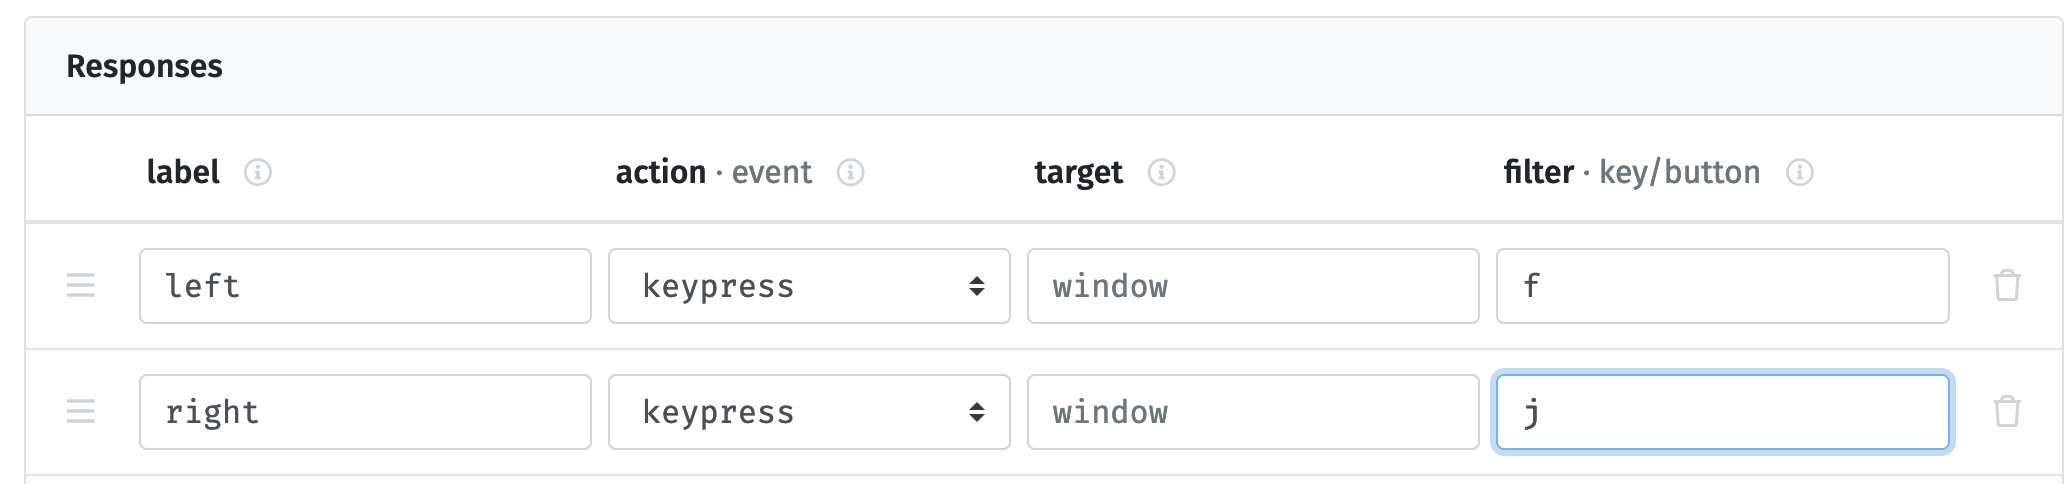 Responses
label action · event target filter · key/button
left keypress window f
right keypress window j